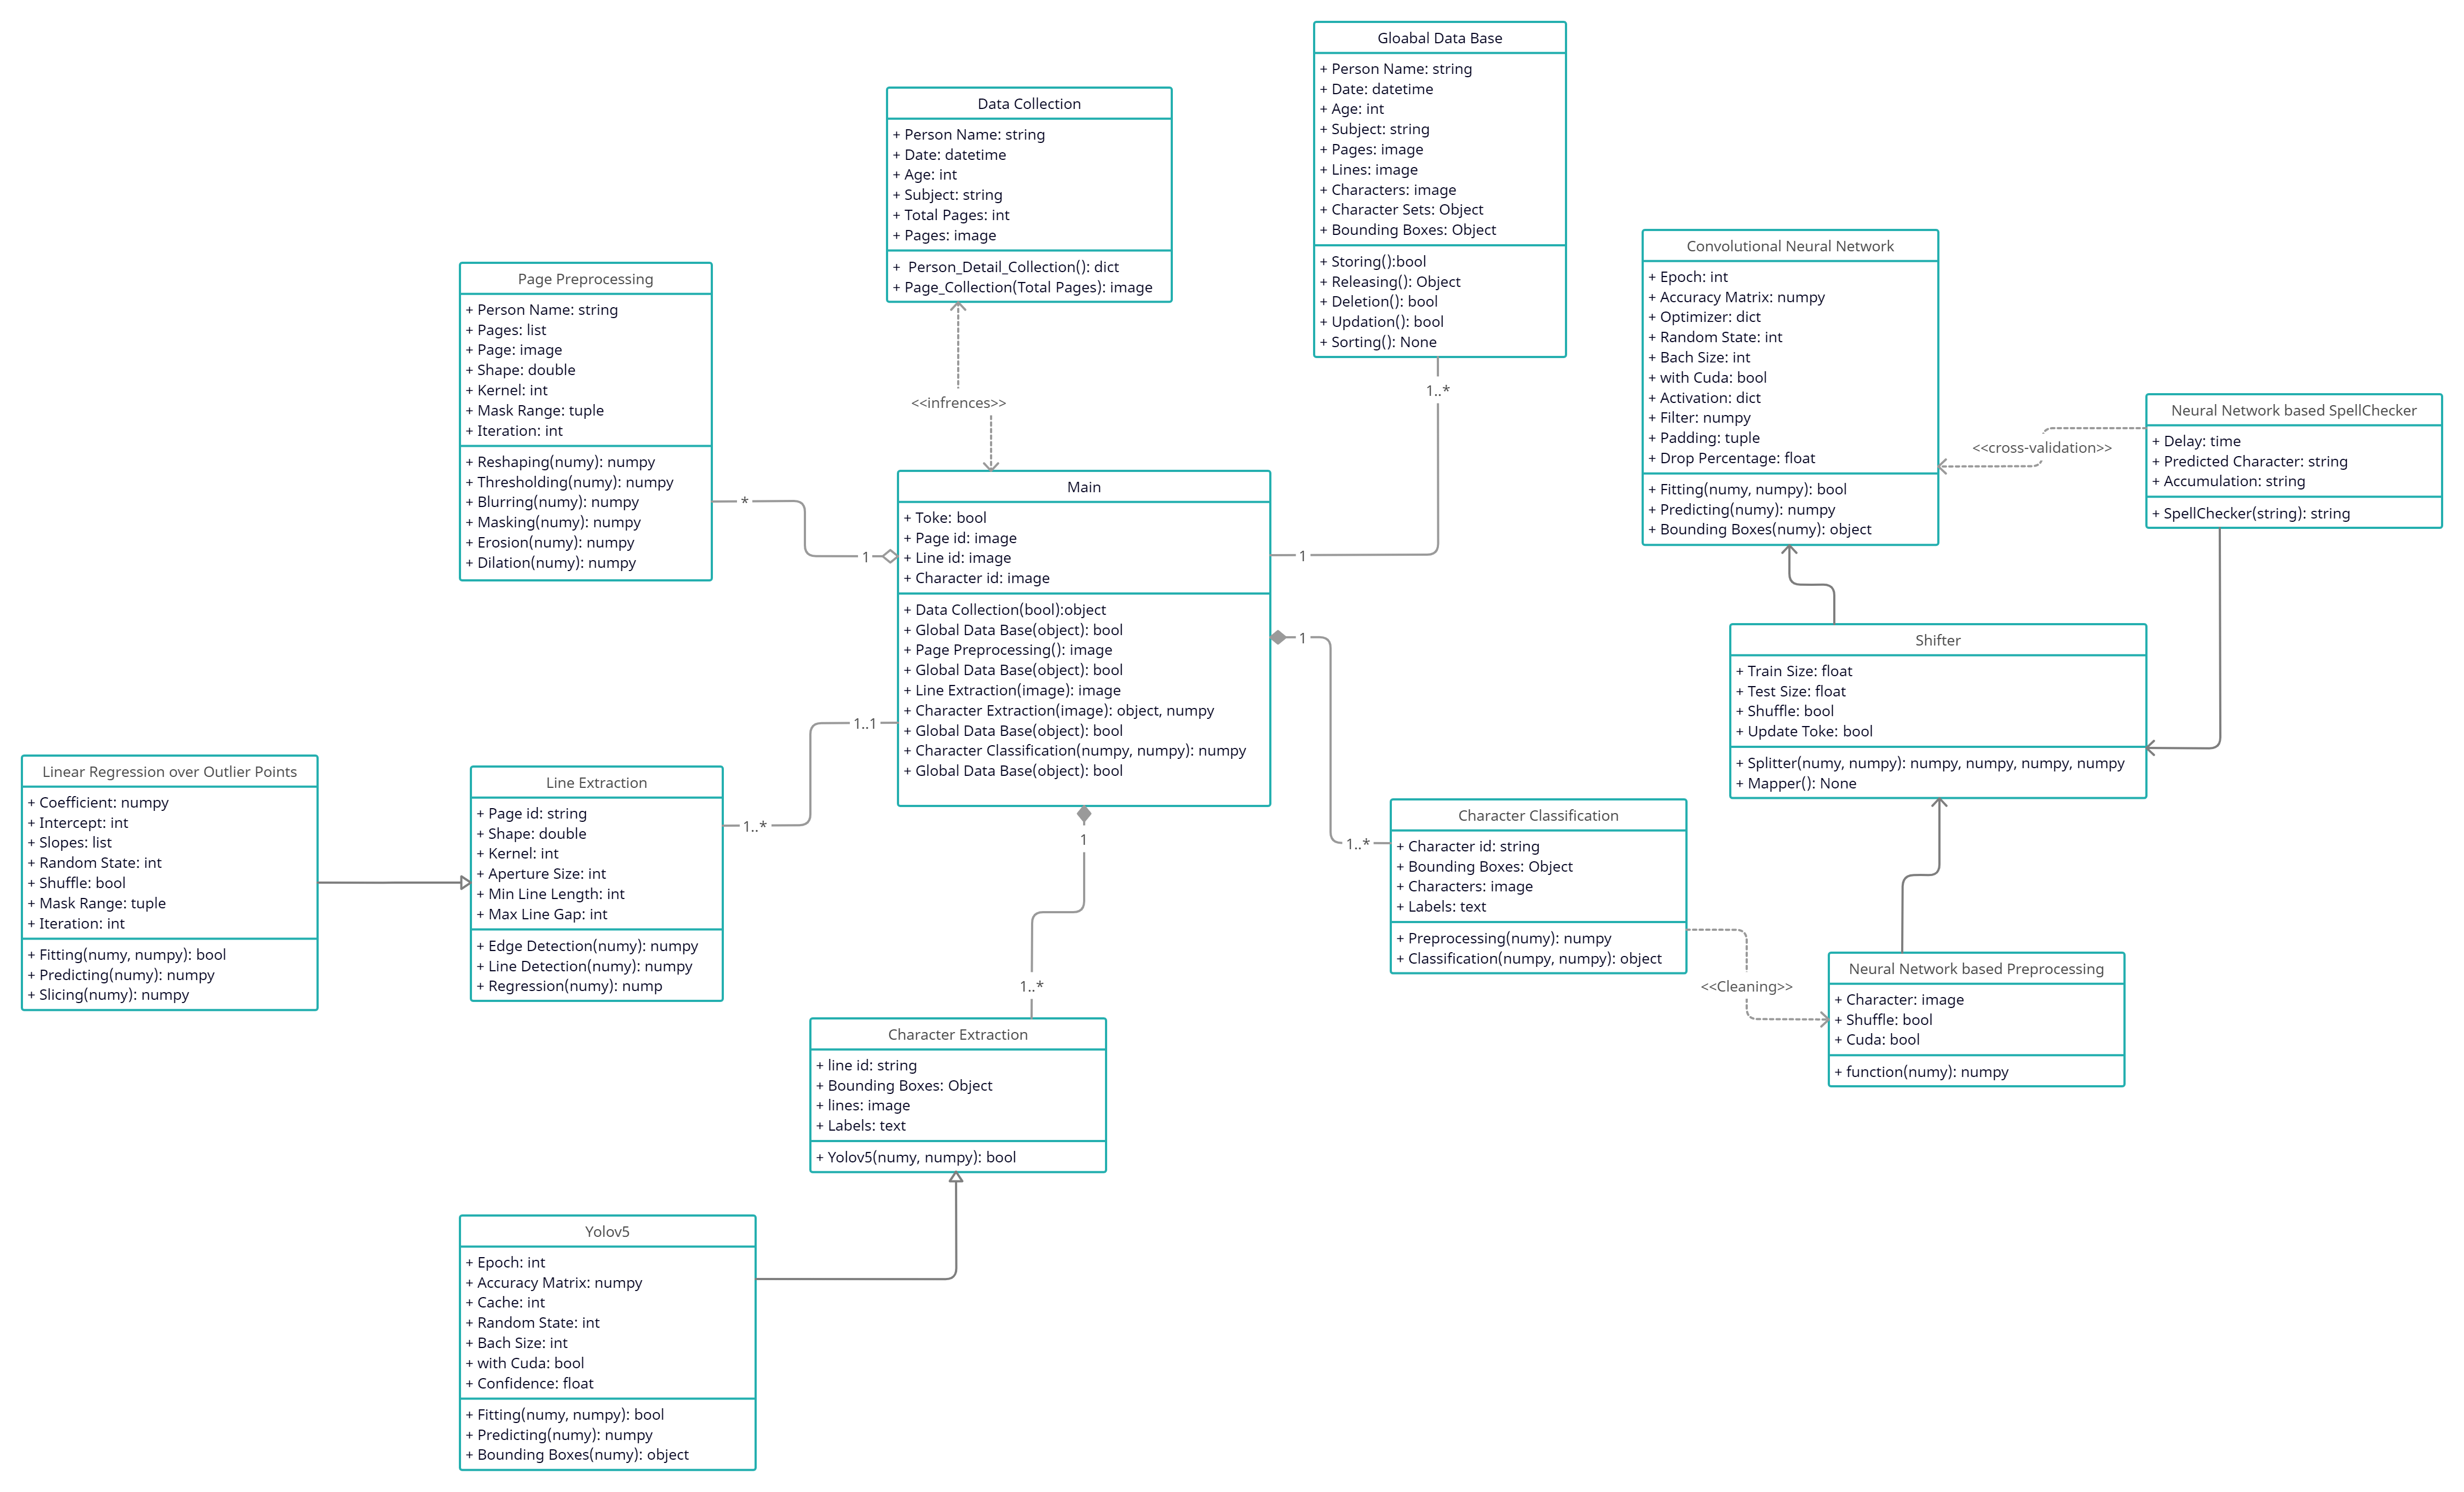 Gloabal Data Base
+ Person Name: string
+ Date: datetime
+ Age: int
+ Subject: string
+ Pages: image
+ Lines: image
+ Characters: image
+ Character Sets: Object
+ Bounding Boxes: Object
+ Storing():bool
+ Releasing(): Object
+ Deletion(): bool
+ Updation(): bool
+ Sorting(): None
1..*
1
Data Collection
+ Person Name: string
+ Date: datetime
+ Age: int
+ Subject: string
+ Total Pages: int
+ Pages: image
+ Person_Detail_Collection(): dict
+ Page_Collection(Total Pages): image
<<infrences>>
Page Preprocessing
+ Person Name: string
+ Pages: list
+ Page: image
+ Shape: double
+ Kernel: int
+ Mask Range: tuple
+ Iteration: int
+ Reshaping(numy): numpy
+ Thresholding(numy): numpy
+ Blurring(numy): numpy
+ Masking(numy): numpy
+ Erosion(numy): numpy
+ Dilation(numy): numpy
*
1
Main
+ Toke: bool
+ Page id: image
+ Line id: image
+ Character id: image
+ Data Collection(bool):object
+ Global Data Base(object): bool
+ Page Preprocessing(): image
+ Global Data Base(object): bool
+ Line Extraction(image): image
+ Character Extraction(image): object, numpy
+ Global Data Base(object): bool
+ Character Classification(numpy, numpy): numpy
+ Global Data Base(object): bool
Convolutional Neural Network
+ Epoch: int
+ Accuracy Matrix: numpy
+ Optimizer: dict
+ Random State: int
+ Bach Size: int
+ with Cuda: bool
+ Activation: dict
+ Filter: numpy
+ Padding: tuple
+ Drop Percentage: float
+ Fitting(numy, numpy): bool
+ Predicting(numy): numpy
+ Bounding Boxes(numy): object
<<cross-validation>>
Neural Network based SpellChecker
+ Delay: time
+ Predicted Character: string
+ Accumulation: string
+ SpellChecker(string): string
Shifter
+ Train Size: float
+ Test Size: float
+ Shuffle: bool
+ Update Toke: bool
+ Splitter(numy, numpy): numpy, numpy, numpy, numpy
+ Mapper(): None
1
1..*
Character Classification
+ Character id: string
+ Bounding Boxes: Object
+ Characters: image
+ Labels: text
+ Preprocessing(numy): numpy
+ Classification(numpy, numpy): object
<<Cleaning>>
Neural Network based Preprocessing
+ Character: image
+ Shuffle: bool
+ Cuda: bool
+ function(numy): numpy
1..1
1..*
Linear Regression over Outlier Points
+ Coefficient: numpy
+ Intercept: int
+ Slopes: list
+ Random State: int
+ Shuffle: bool
+ Mask Range: tuple
+ Iteration: int
+ Fitting(numy, numpy): bool
+ Predicting(numy): numpy
+ Slicing(numy): numpy
Line Extraction
+ Page id: string
+ Shape: double
+ Kernel: int
+ Aperture Size: int
+ Min Line Length: int
+ Max Line Gap: int
+ Edge Detection(numy): numpy
+ Line Detection(numy): numpy
+ Regression(numy): nump
1
1..*
Character Extraction
+ line id: string
+ Bounding Boxes: Object
+ lines: image
+ Labels: text
+ Yolov5(numy, numpy): bool
Yolov5
+ Epoch: int
+ Accuracy Matrix: numpy
+ Cache: int
+ Random State: int
+ Bach Size: int
+ with Cuda: bool
+ Confidence: float
+ Fitting(numy, numpy): bool
+ Predicting(numy): numpy
+ Bounding Boxes(numy): object